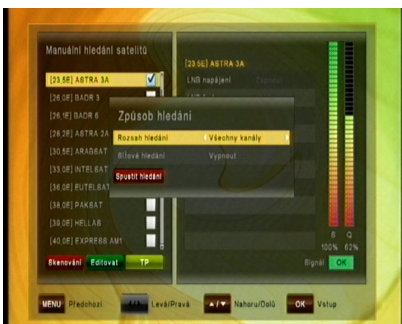 Manuální hledání satelitů
[23.5E] ASTRA 3A
[26.0E] BADR 3
[26.1E] BADR 6
[28.2E] ASTRA 2A
[30.5E] ARABSAT
[33.0E] INTELSAT
[36.0E] EUTELSAT
[38.0E] PAKSAT
[39.0E] HELLAS
[40.0E] EXPRESS AM1
Skenování Editovat TP
[23.5E] ASTRA 3A
LNB napájení Zapnout
Způsob hledání
Rozsah hledání Všechny kanály
Síťové hledání Vypnout
Spustit hledání
S Q
100% 62%
Signál OK
MENU Předchozí Levá/Pravá ▲/▼ Nahoru/Dolů OK Vstup